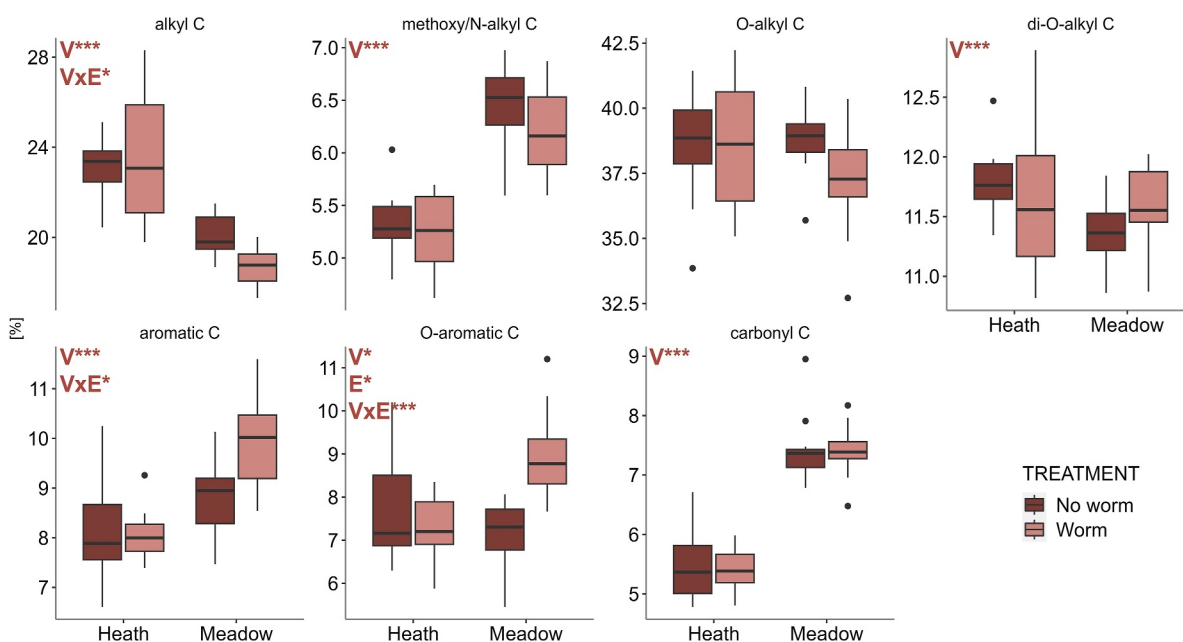 alkyl C
methoxy/N-alkyl C
O-alkyl C
di-O-alkyl C
V***
VxE*
28
24
20
V***
7.0
6.5
6.0
5.5
5.0
42.5
40.0
37.5
35.0
32.5
V***
12.5
12.0
11.5
11.0
Heath
Meadow
[%]
aromatic C
O-aromatic C
carbonyl C
V***
VxE*
11
10
9
8
7
Heath
Meadow
V*
E*
VxE***
11
10
9
8
7
6
Heath
Meadow
V***
9
8
7
6
5
Heath
Meadow
TREATMENT
No worm
Worm